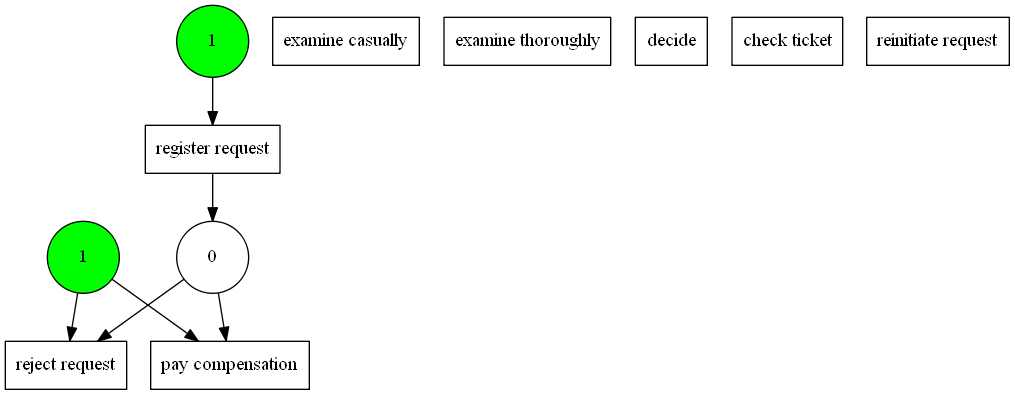 1
examine casually
examine thoroughly
decide
check ticket
reinitiate request
register request
1
0
reject request
pay compensation